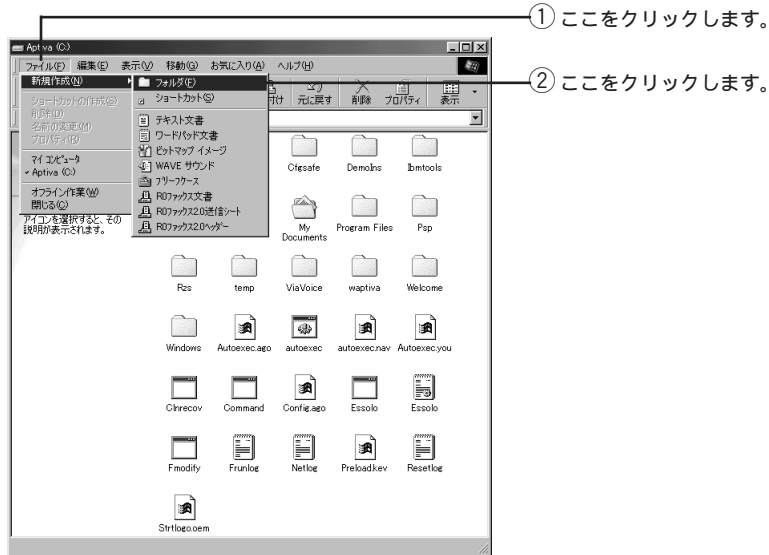 ① ここをクリックします。
Aptiva (C:)
ファイル(F) 編集(E) 表示(V) 移動(G) お気に入り(A) ヘルプ(H)
新規作成(N)
② ここをクリックします。
ショートカットの作成(S)
削除(D)
名前の変更(M)
プロパティ(R)
マイ コンピュータ
Aptiva (C:)
オフライン作業(W)
閉じる(C)
フォルダ(F)
ショートカット(S)
テキスト文書
ワードパッド文書
ビットマップ イメージ
WAVE サウンド
ブリーフケース
ROファックス文書
ROファックス2.0送信シート
ROファックス2.0ヘッダー
付け 元に戻す 削除 プロパティ 表示
アイコンを選択すると、その
説明が表示されます。
Cfgsafe DemoIns Ibmtools
My Documents Program Files Psp
Rzs temp ViaVoice waptiva Welcome
Windows Autoexec.ago autoexec autoexec.nav Autoexec.you
Clnrecov Command Config.ago Essolo Essolo
Fmodify Frunlog Netlog Preload.kev Resetlog
Strtlogo.oem